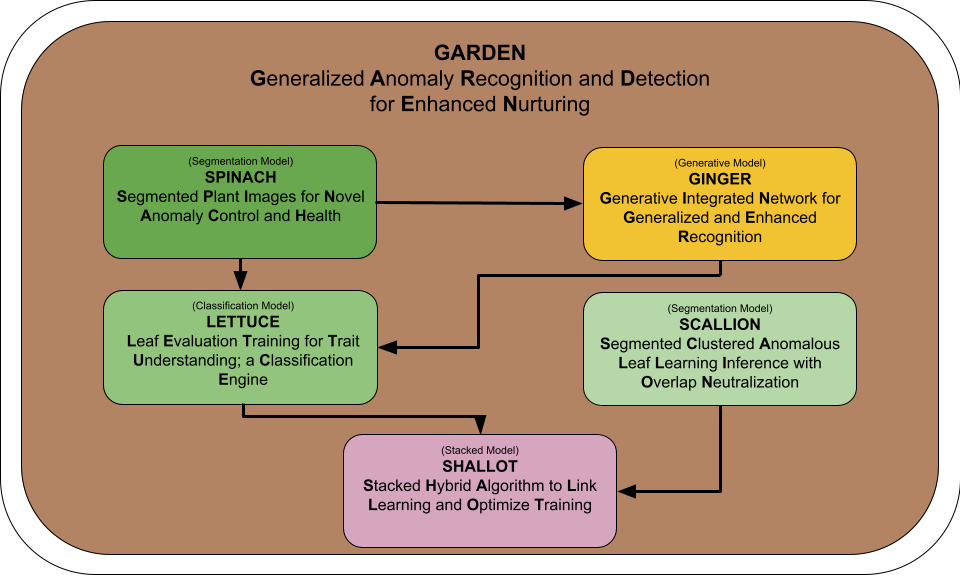 GARDEN
Generalized Anomaly Recognition and Detection
for Enhanced Nurturing
(Segmentation Model)
SPINACH
Segmented Plant Images for Novel
Anomaly Control and Health
(Generative Model)
GINGER
Generative Integrated Network for
Generalized and Enhanced
Recognition
(Classification Model)
LETTUCE
Leaf Evaluation Training for Trait
Understanding; a Classification
Engine
(Segmentation Model)
SCALLION
Segmented Clustered Anomalous
Leaf Learning Inference with
Overlap Neutralization
(Stacked Model)
SHALLOT
Stacked Hybrid Algorithm to Link
Learning and Optimize Training